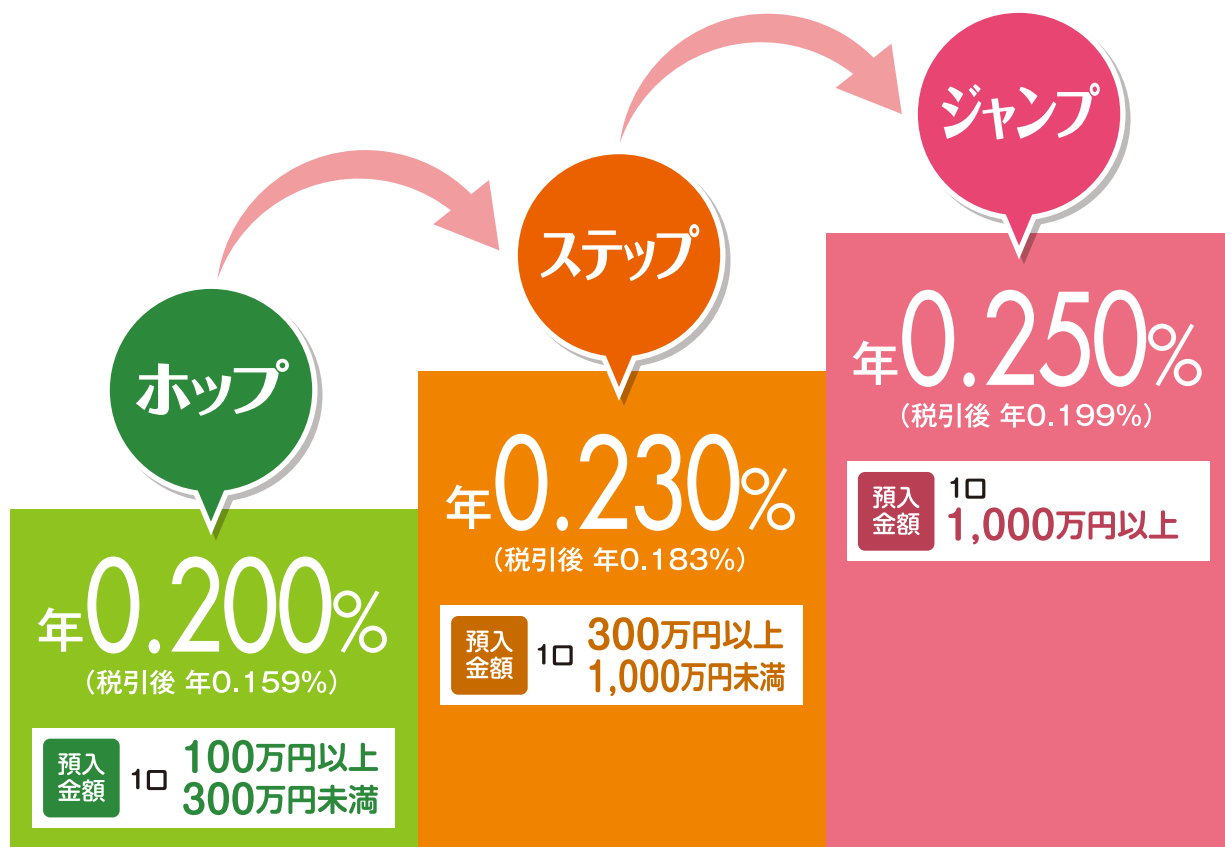 ホップ
年0.200%
(税引後 年0.159%)
預入
金額
1口
100万円以上
300万円未満
ステップ
年0.230%
(税引後 年0.183%)
預入
金額
1口
300万円以上
1,000万円未満
ジャンプ
年0.250%
(税引後 年0.199%)
預入
金額
1口
1,000万円以上